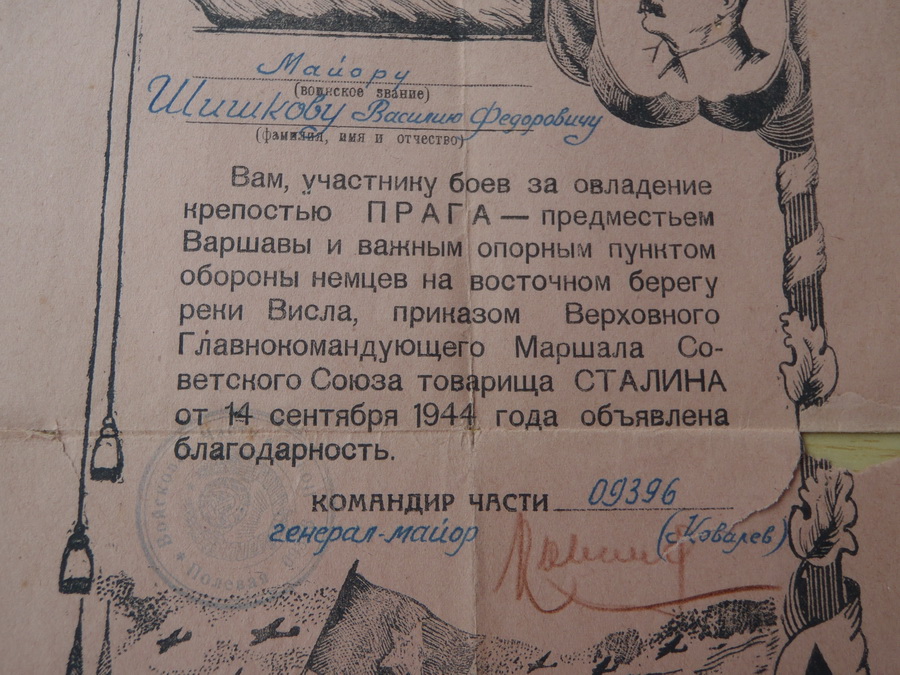 Майору
(воинское звание)
Шишкову Василию Федоровичу
(фамилия, имя и отчество)
Вам, участнику боев за овладение
крепостью ПРАГА — предместьем
Варшавы и важным опорным пунктом
обороны немцев на восточном берегу
реки Висла, приказом Верховного
Главнокомандующего Маршала Со-
ветского Союза товарища СТАЛИНА
от 14 сентября 1944 года объявлена
благодарность.
КОМАНДИР ЧАСТИ 09396
генерал-майор (Ковалев)
Полевая